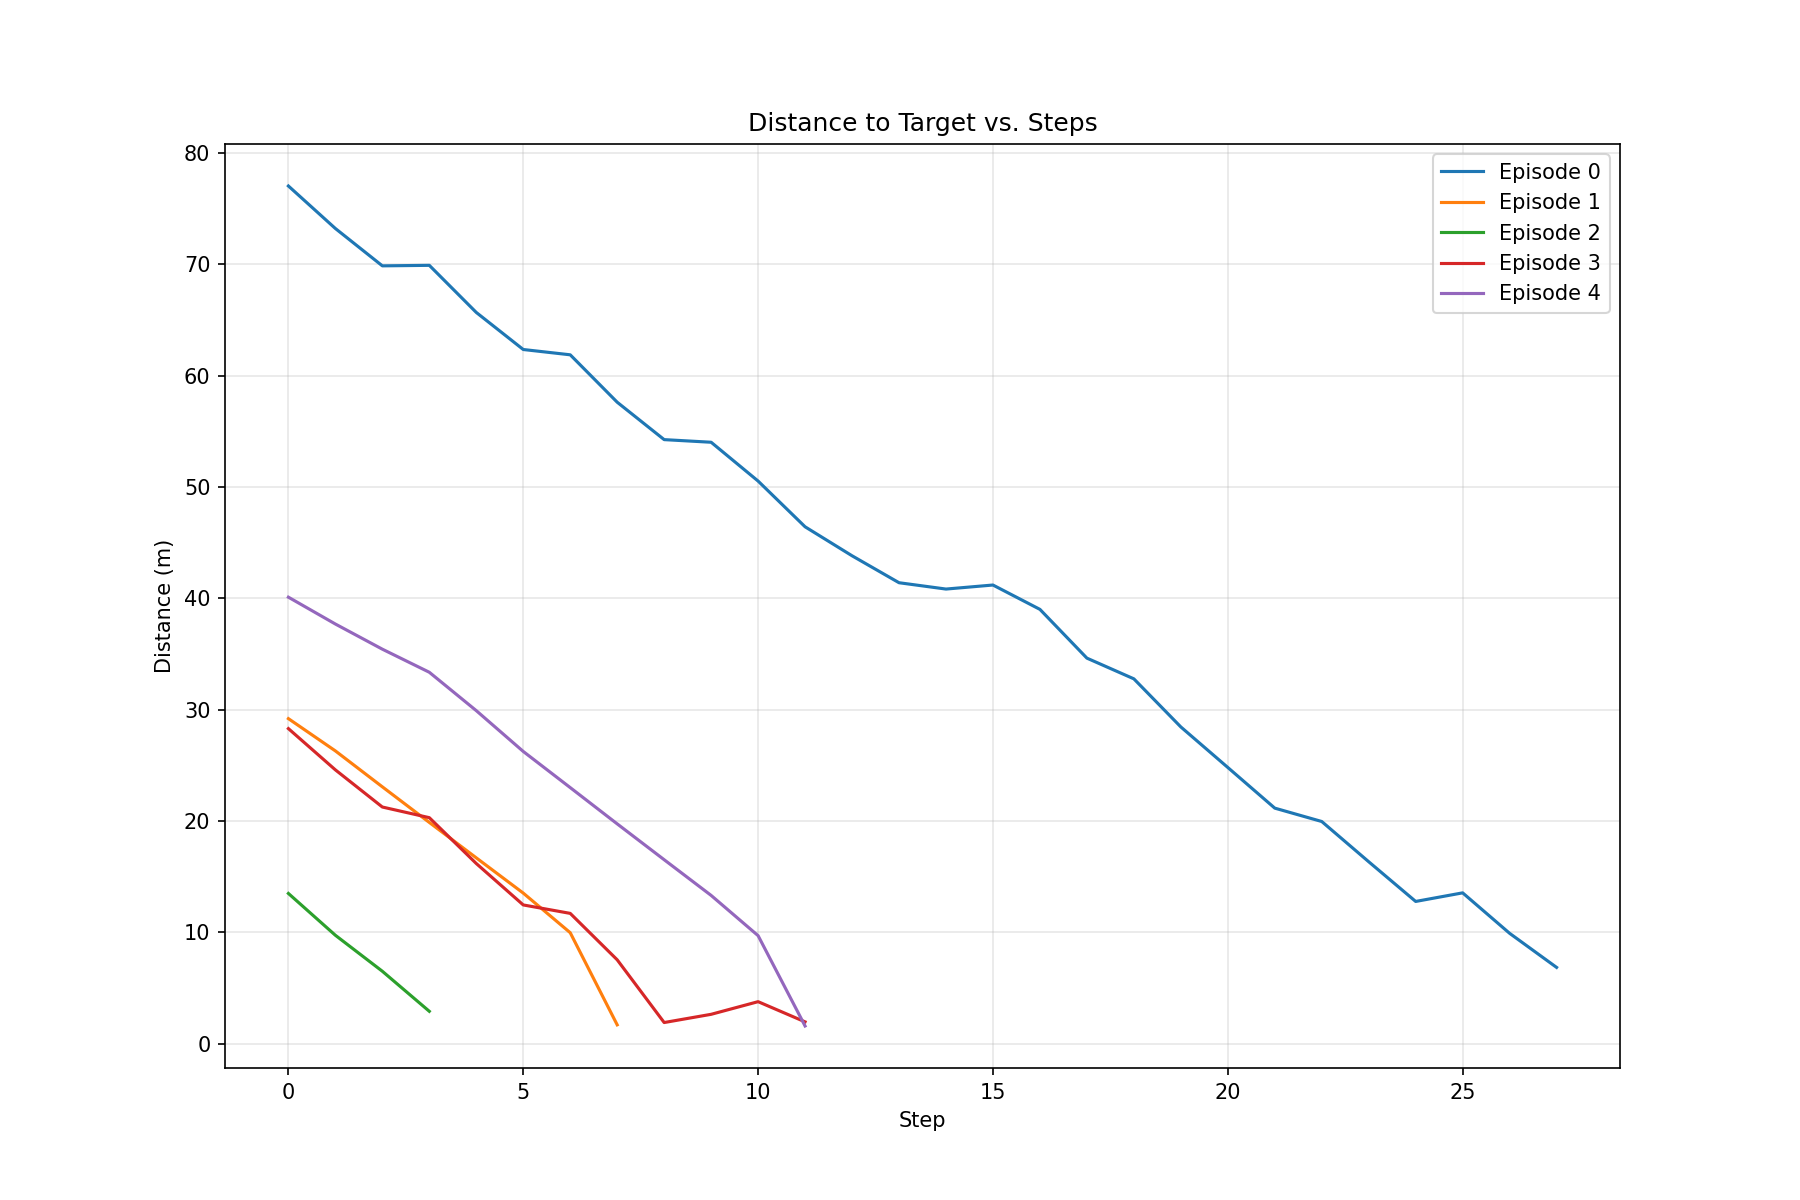 Distance to Target vs. Steps
Episode 0
Episode 1
Episode 2
Episode 3
Episode 4
Distance (m)
80
70
60
50
40
30
20
10
0
0 5 10 15 20 25
Step